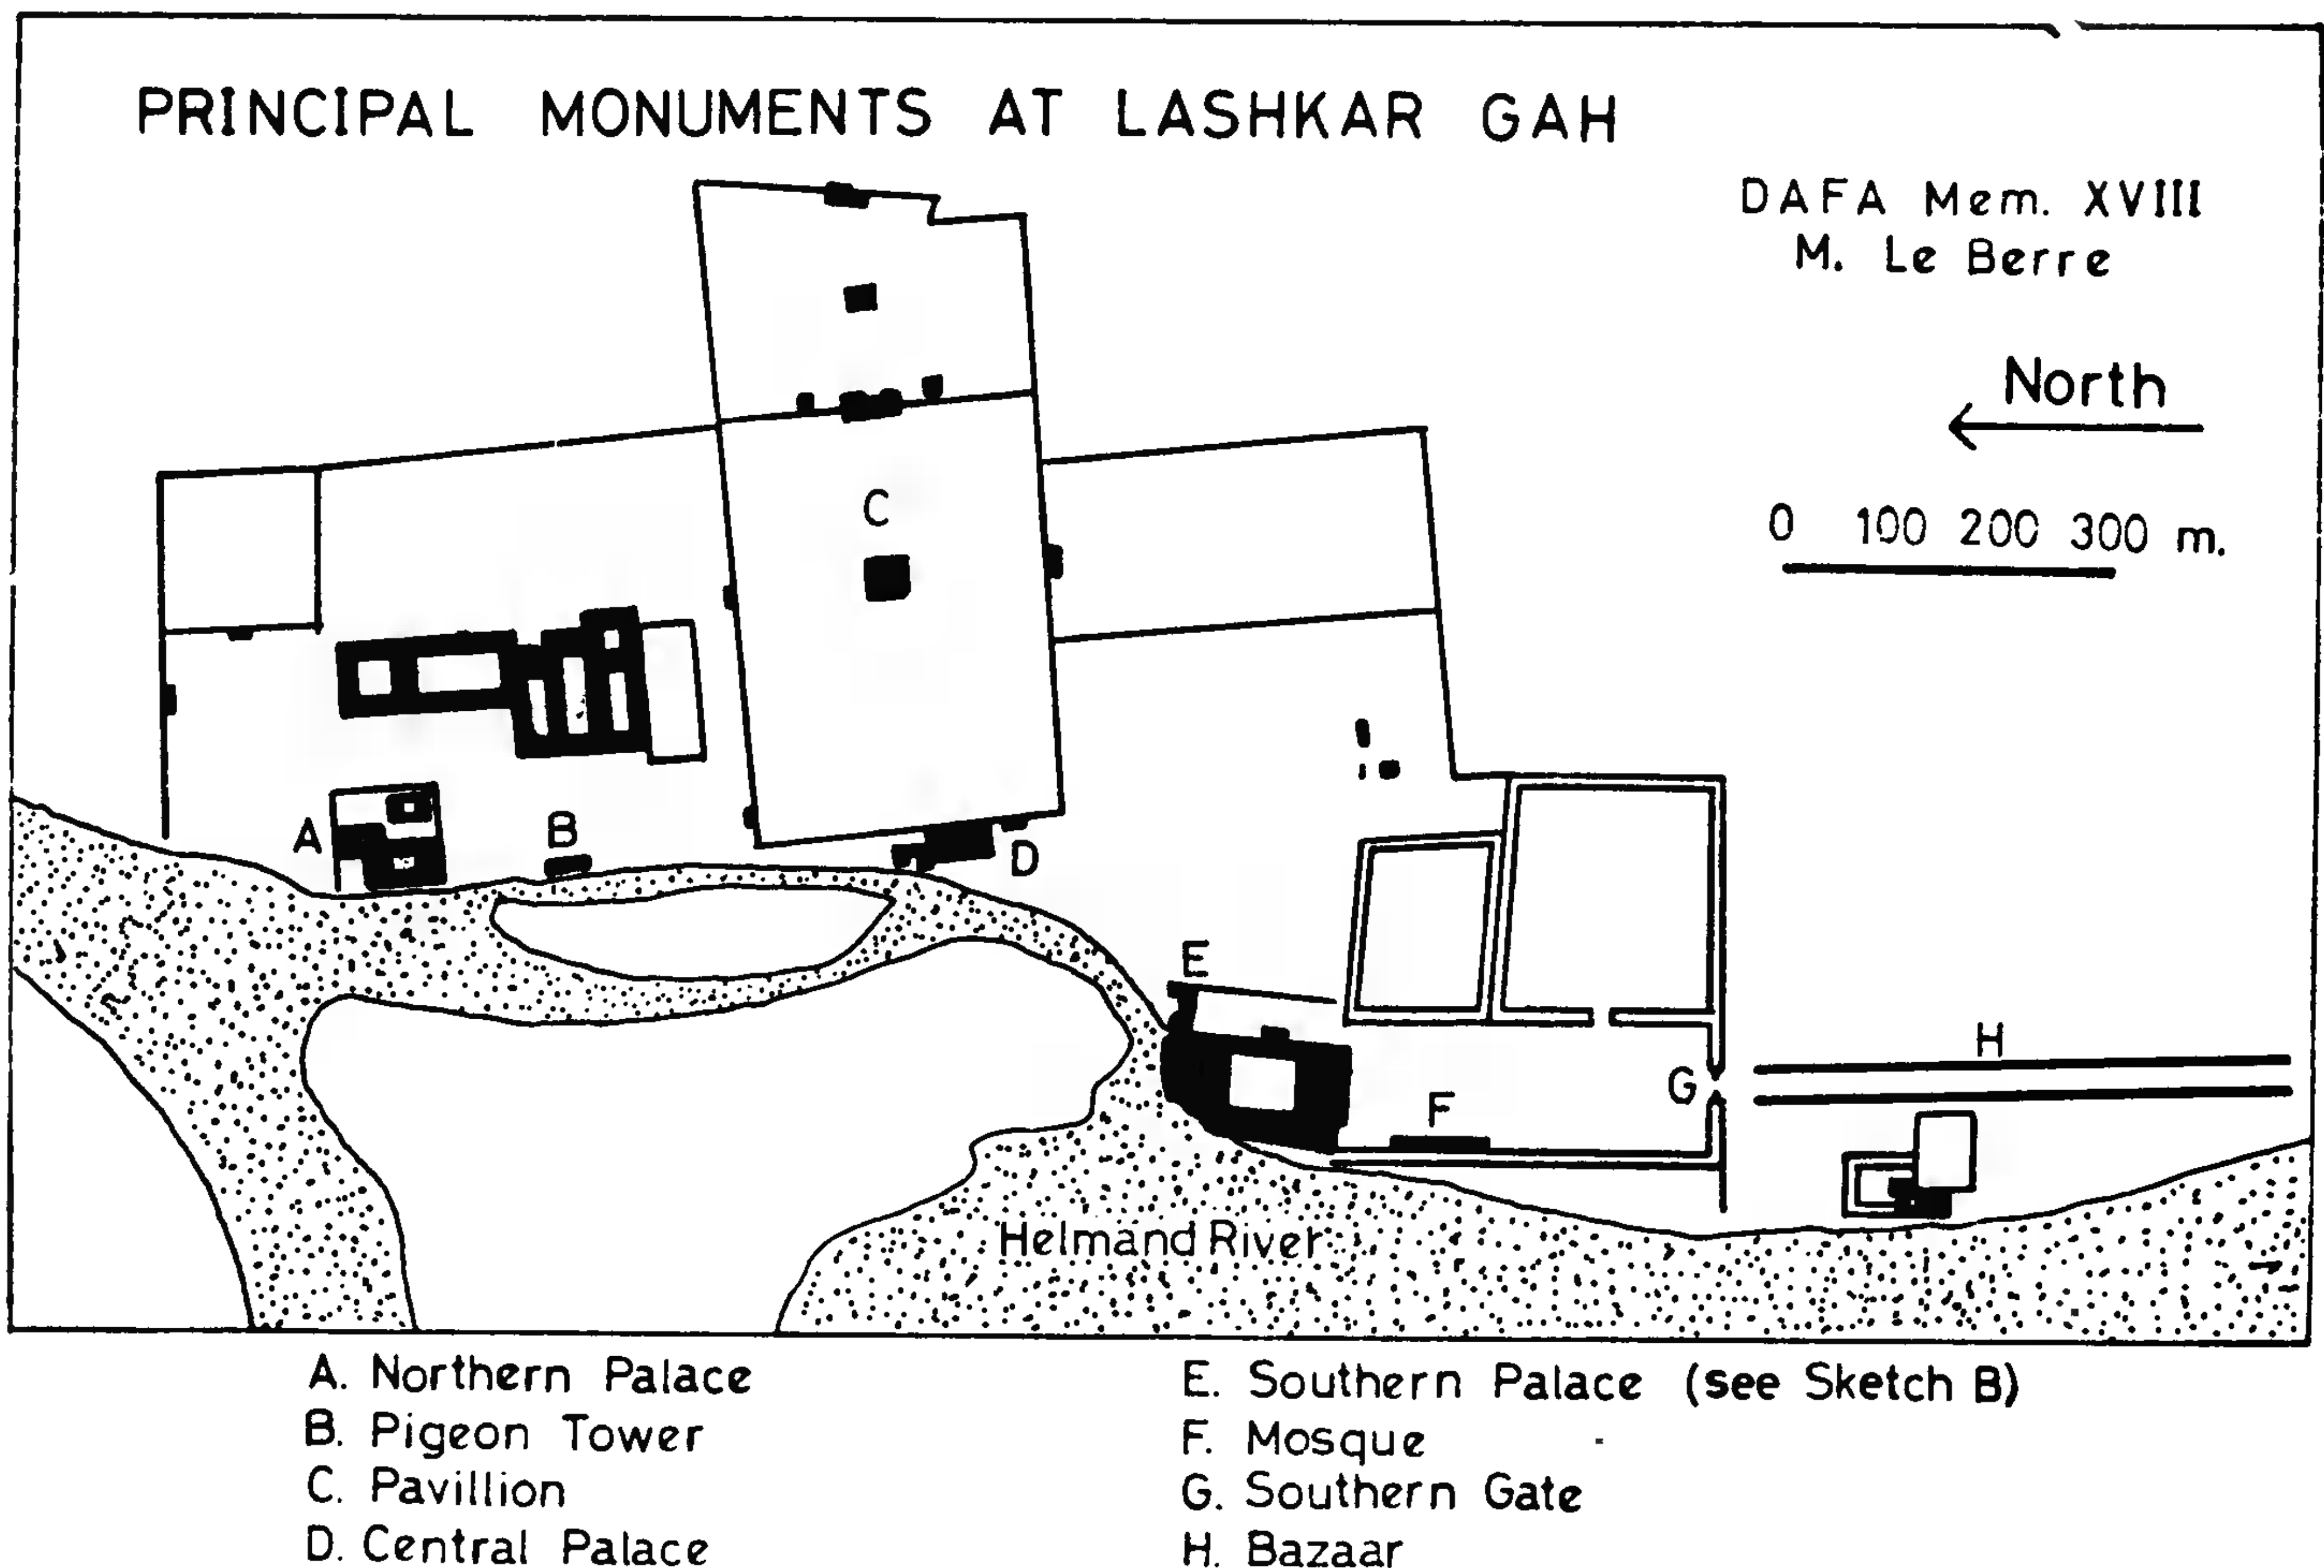 PRINCIPAL MONUMENTS AT LASHKAR GAH
DAFA Mem. XVIII
M. Le Berre
North
0 100 200 300 m.
C
A
B
D
E
H
G
F
Helmand River
A. Northern Palace
B. Pigeon Tower
C. Pavillion
D. Central Palace
E. Southern Palace (see Sketch B)
F. Mosque
G. Southern Gate
H. Bazaar